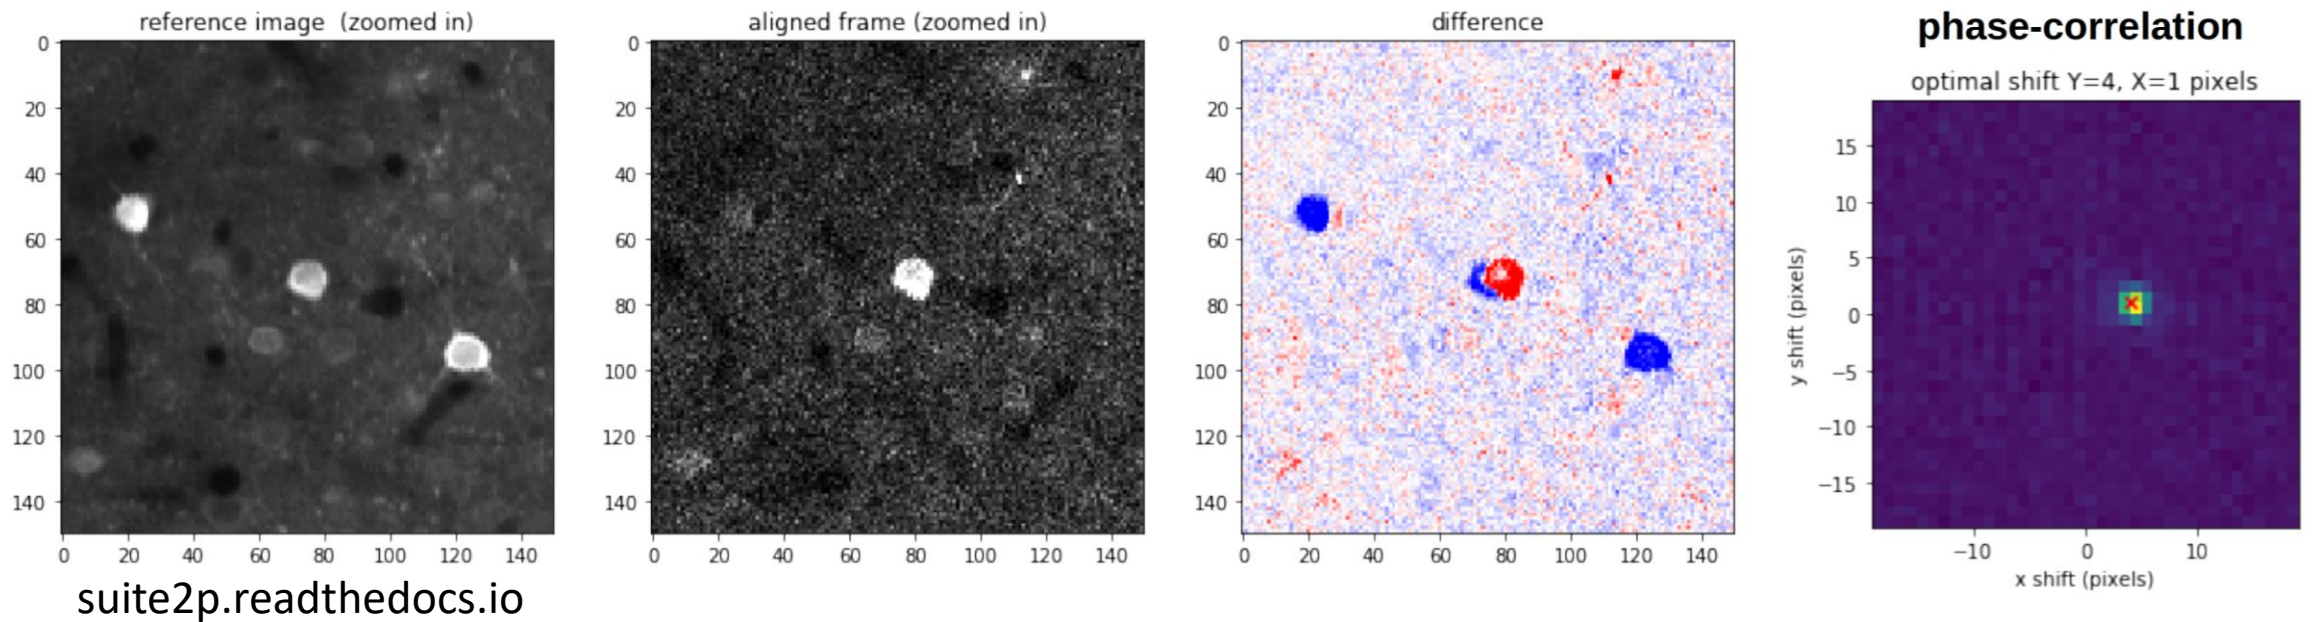 reference image  (zoomed in)
0
20
40
60
80
100
120
140
0 20 40 60 80 100 120 140
suite2p.readthedocs.io
aligned frame (zoomed in)
0
20
40
60
80
100
120
140
0 20 40 60 80 100 120 140
difference
0
20
40
60
80
100
120
140
0 20 40 60 80 100 120 140
phase-correlation
optimal shift Y=4, X=1 pixels
y shift (pixels)
15
10
5
0
−5
−10
−15
−10 0 10
x shift (pixels)